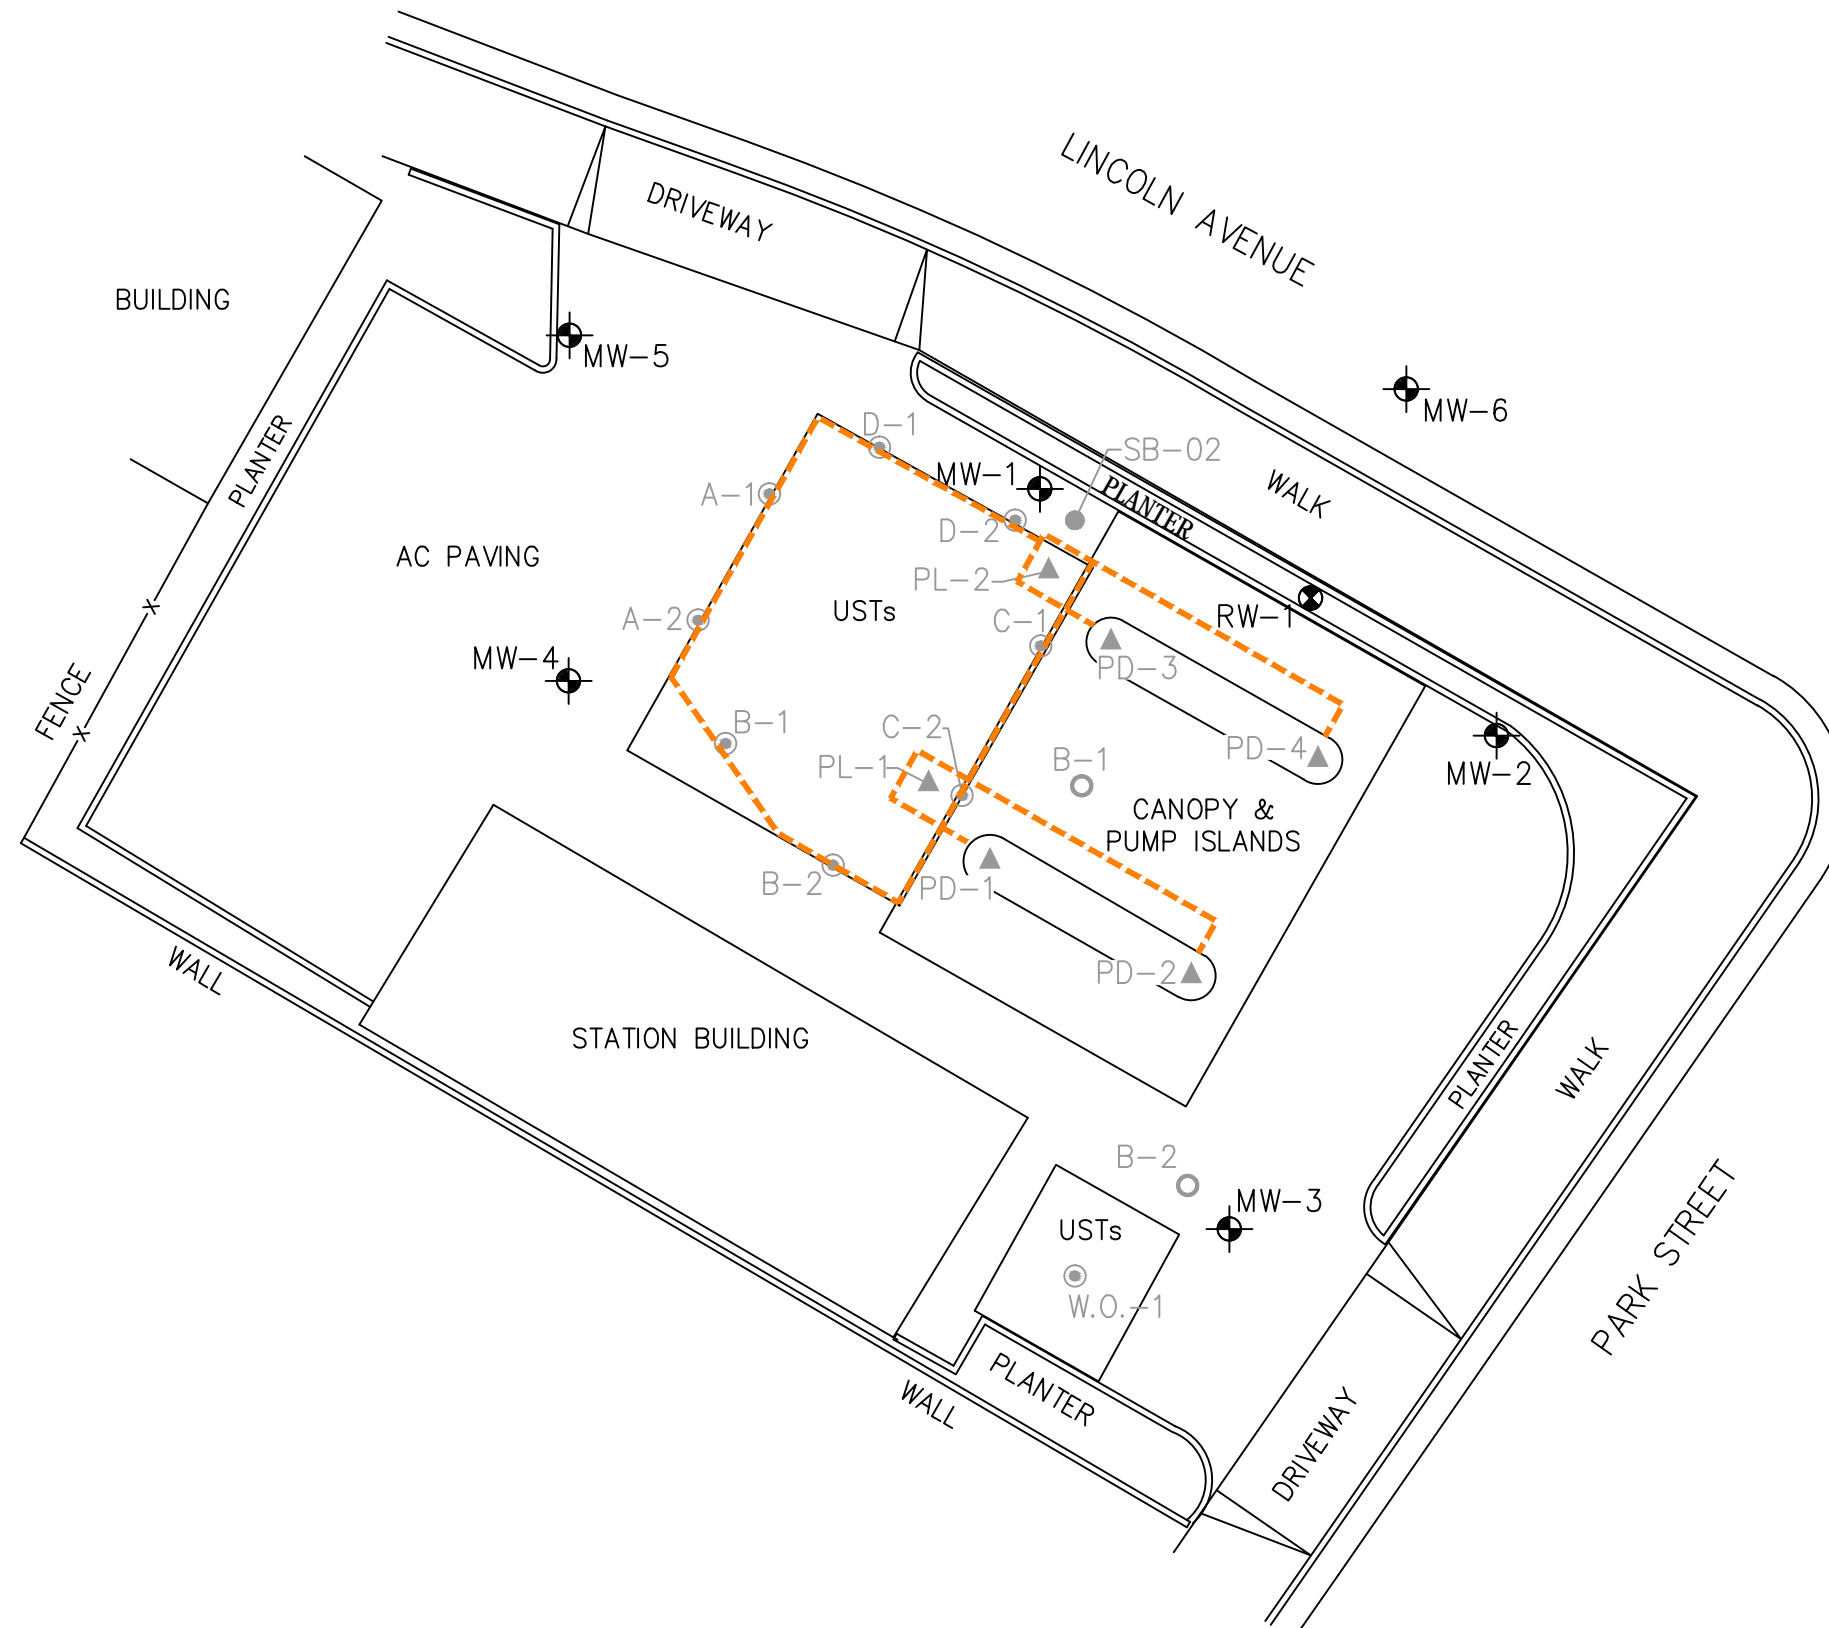 LINCOLN AVENUE
DRIVEWAY
BUILDING
MW-5
MW-6
PLANTER
D-1
SB-02
MW-1
PLANTER
WALK
A-1
D-2
AC PAVING
PL-2
USTs
RW-1
A-2
C-1
MW-4
PD-3
FENCE
X
X
B-1
C-2
PD-4
PL-1
B-1
MW-2
CANOPY &
PUMP ISLANDS
B-2
PD-1
WALL
PD-2
STATION BUILDING
PLANTER
WALK
B-2
MW-3
USTs
PARK STREET
W.O.-1
PLANTER
WALL
DRIVEWAY